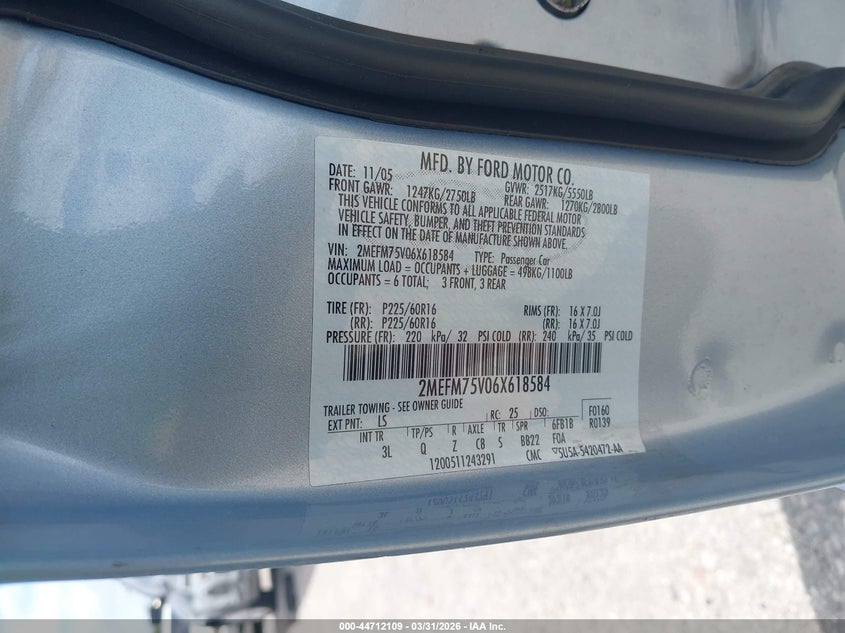 MFD. BY FORD MOTOR CO.
DATE: 11/05 GVWR: 2517KG/5550LB
FRONT GAWR: 1247KG/2750LB REAR GAWR: 1270KG/2800LB
THIS VEHICLE CONFORMS TO ALL APPLICABLE FEDERAL MOTOR
VEHICLE SAFETY, BUMPER, AND THEFT PREVENTION STANDARDS
IN EFFECT ON THE DATE OF MANUFACTURE SHOWN ABOVE.
VIN: 2MEFM75V06X618584 TYPE: Passenger Car
MAXIMUM LOAD = OCCUPANTS + LUGGAGE = 498KG/1100LB
OCCUPANTS = 6 TOTAL; 3 FRONT, 3 REAR
TIRE (FR): P225/60R16 RIMS (FR): 16 X 7.0J
(RR): P225/60R16 (RR): 16 X 7.0J
PRESSURE (FR): 220 kPa/ 32 PSI COLD (RR): 240 kPa/ 35 PSI COLD
2MEFM75V06X618584
TRAILER TOWING - SEE OWNER GUIDE
EXT PNT: LS RC: 25 DSO: F0160
INT TR TP/PS R AXLE TR SPR 6FB1B R0139
3L Q Z CB S BB22 FOA
1200511243291 CMC 5U5A-5420472-AA
000-44712109 - 03/31/2026 - IAA Inc.